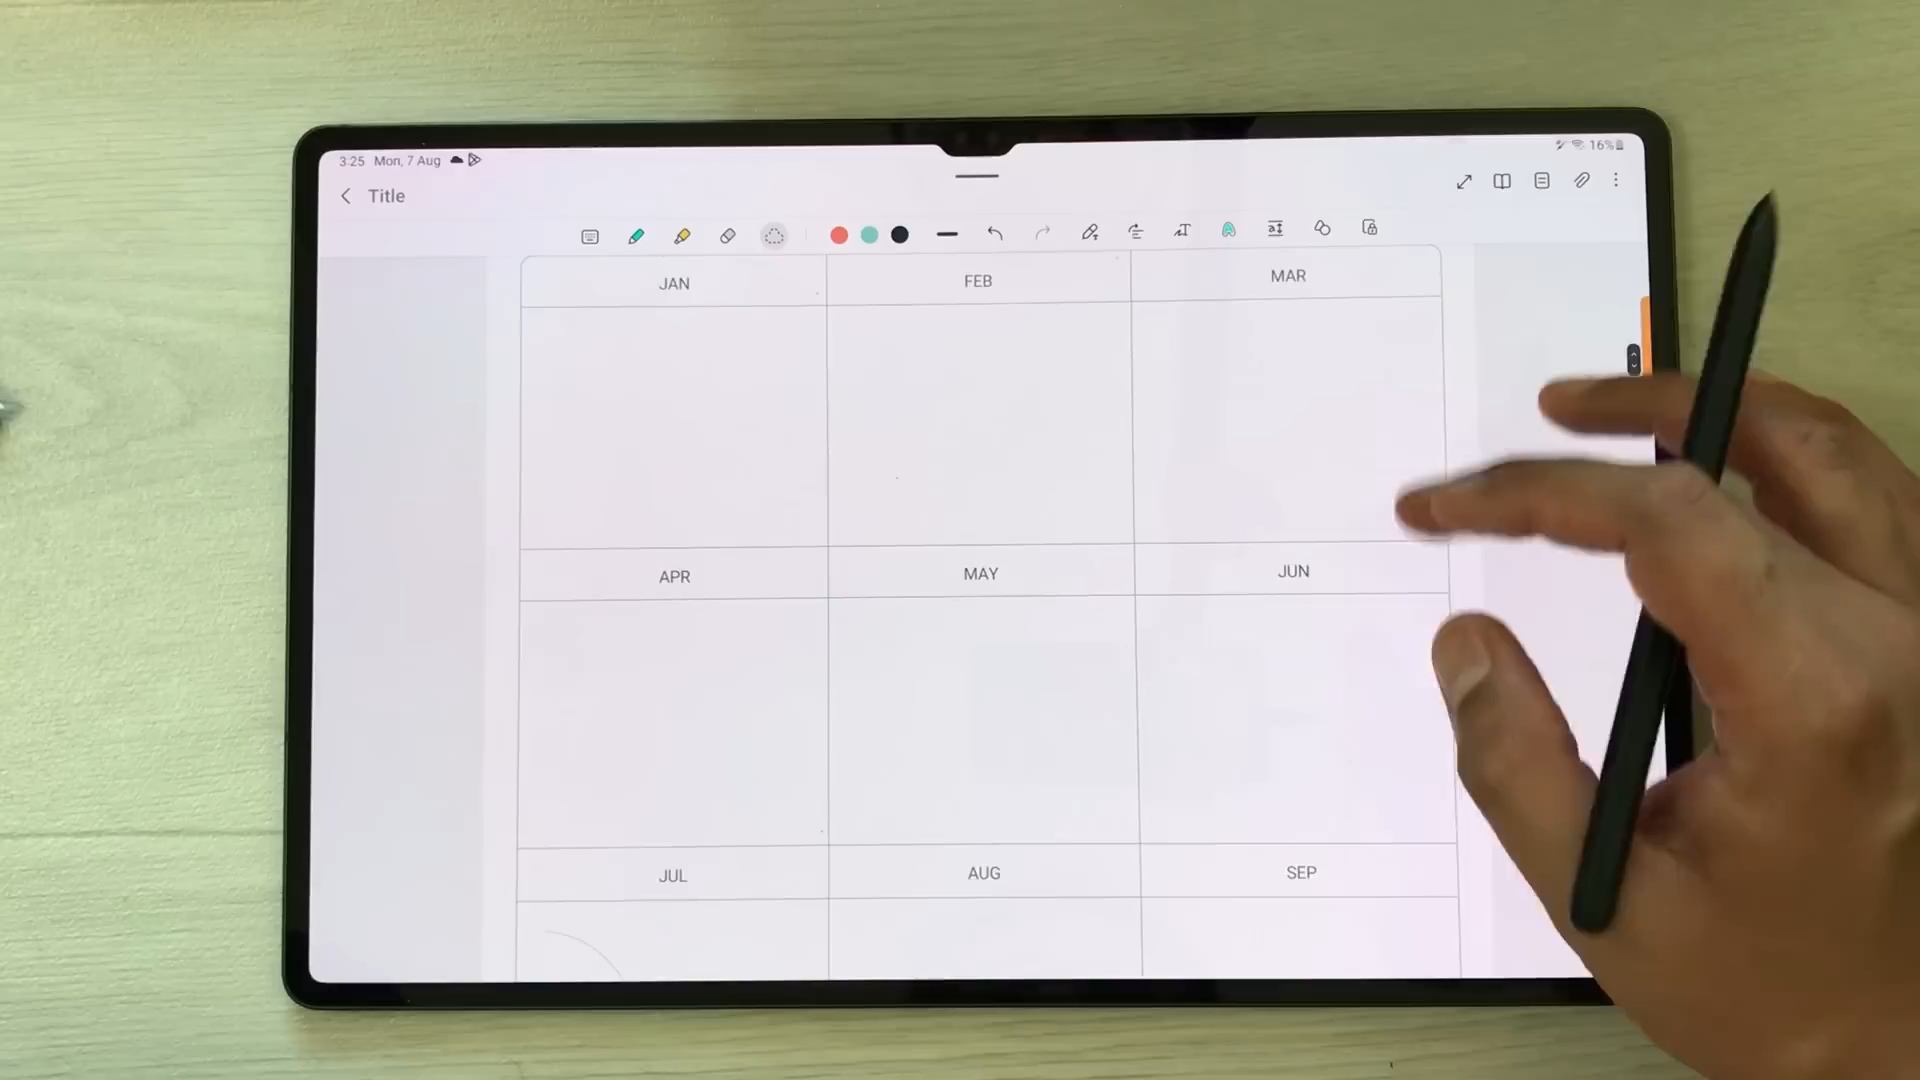 3:25 Mon, 7 Aug
16%
Title
JAN FEB MAR
APR MAY JUN
JUL AUG SEP